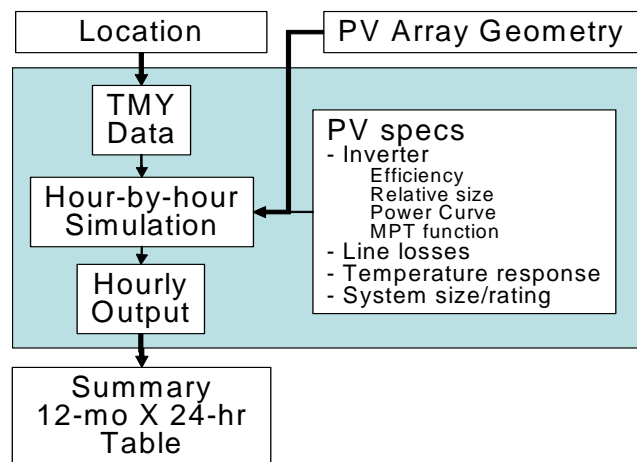 Location
PV Array Geometry
TMY
Data
PV specs
- Inverter
Efficiency
Relative size
Power Curve
MPT function
- Line losses
- Temperature response
- System size/rating
Hour-by-hour
Simulation
Hourly
Output
Summary
12-mo X 24-hr
Table